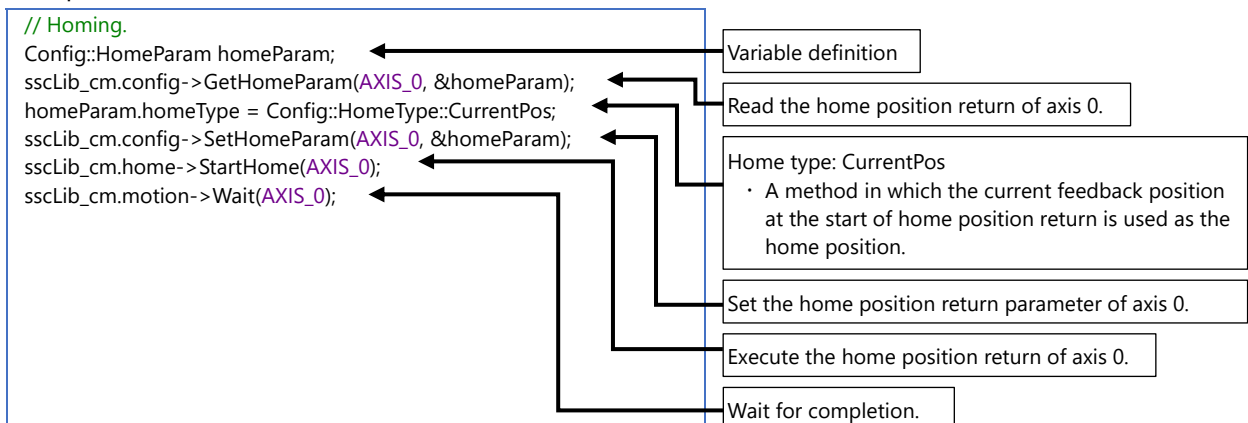 // Homing.
Config::HomeParam homeParam;
sscLib_cm.config->GetHomeParam(AXIS_0, &homeParam);
homeParam.homeType = Config::HomeType::CurrentPos;
sscLib_cm.config->SetHomeParam(AXIS_0, &homeParam);
sscLib_cm.home->StartHome(AXIS_0);
sscLib_cm.motion->Wait(AXIS_0);
Variable definition
Read the home position return of axis 0.
Home type: CurrentPos
・ A method in which the current feedback position
at the start of home position return is used as the
home position.
Set the home position return parameter of axis 0.
Execute the home position return of axis 0.
Wait for completion.